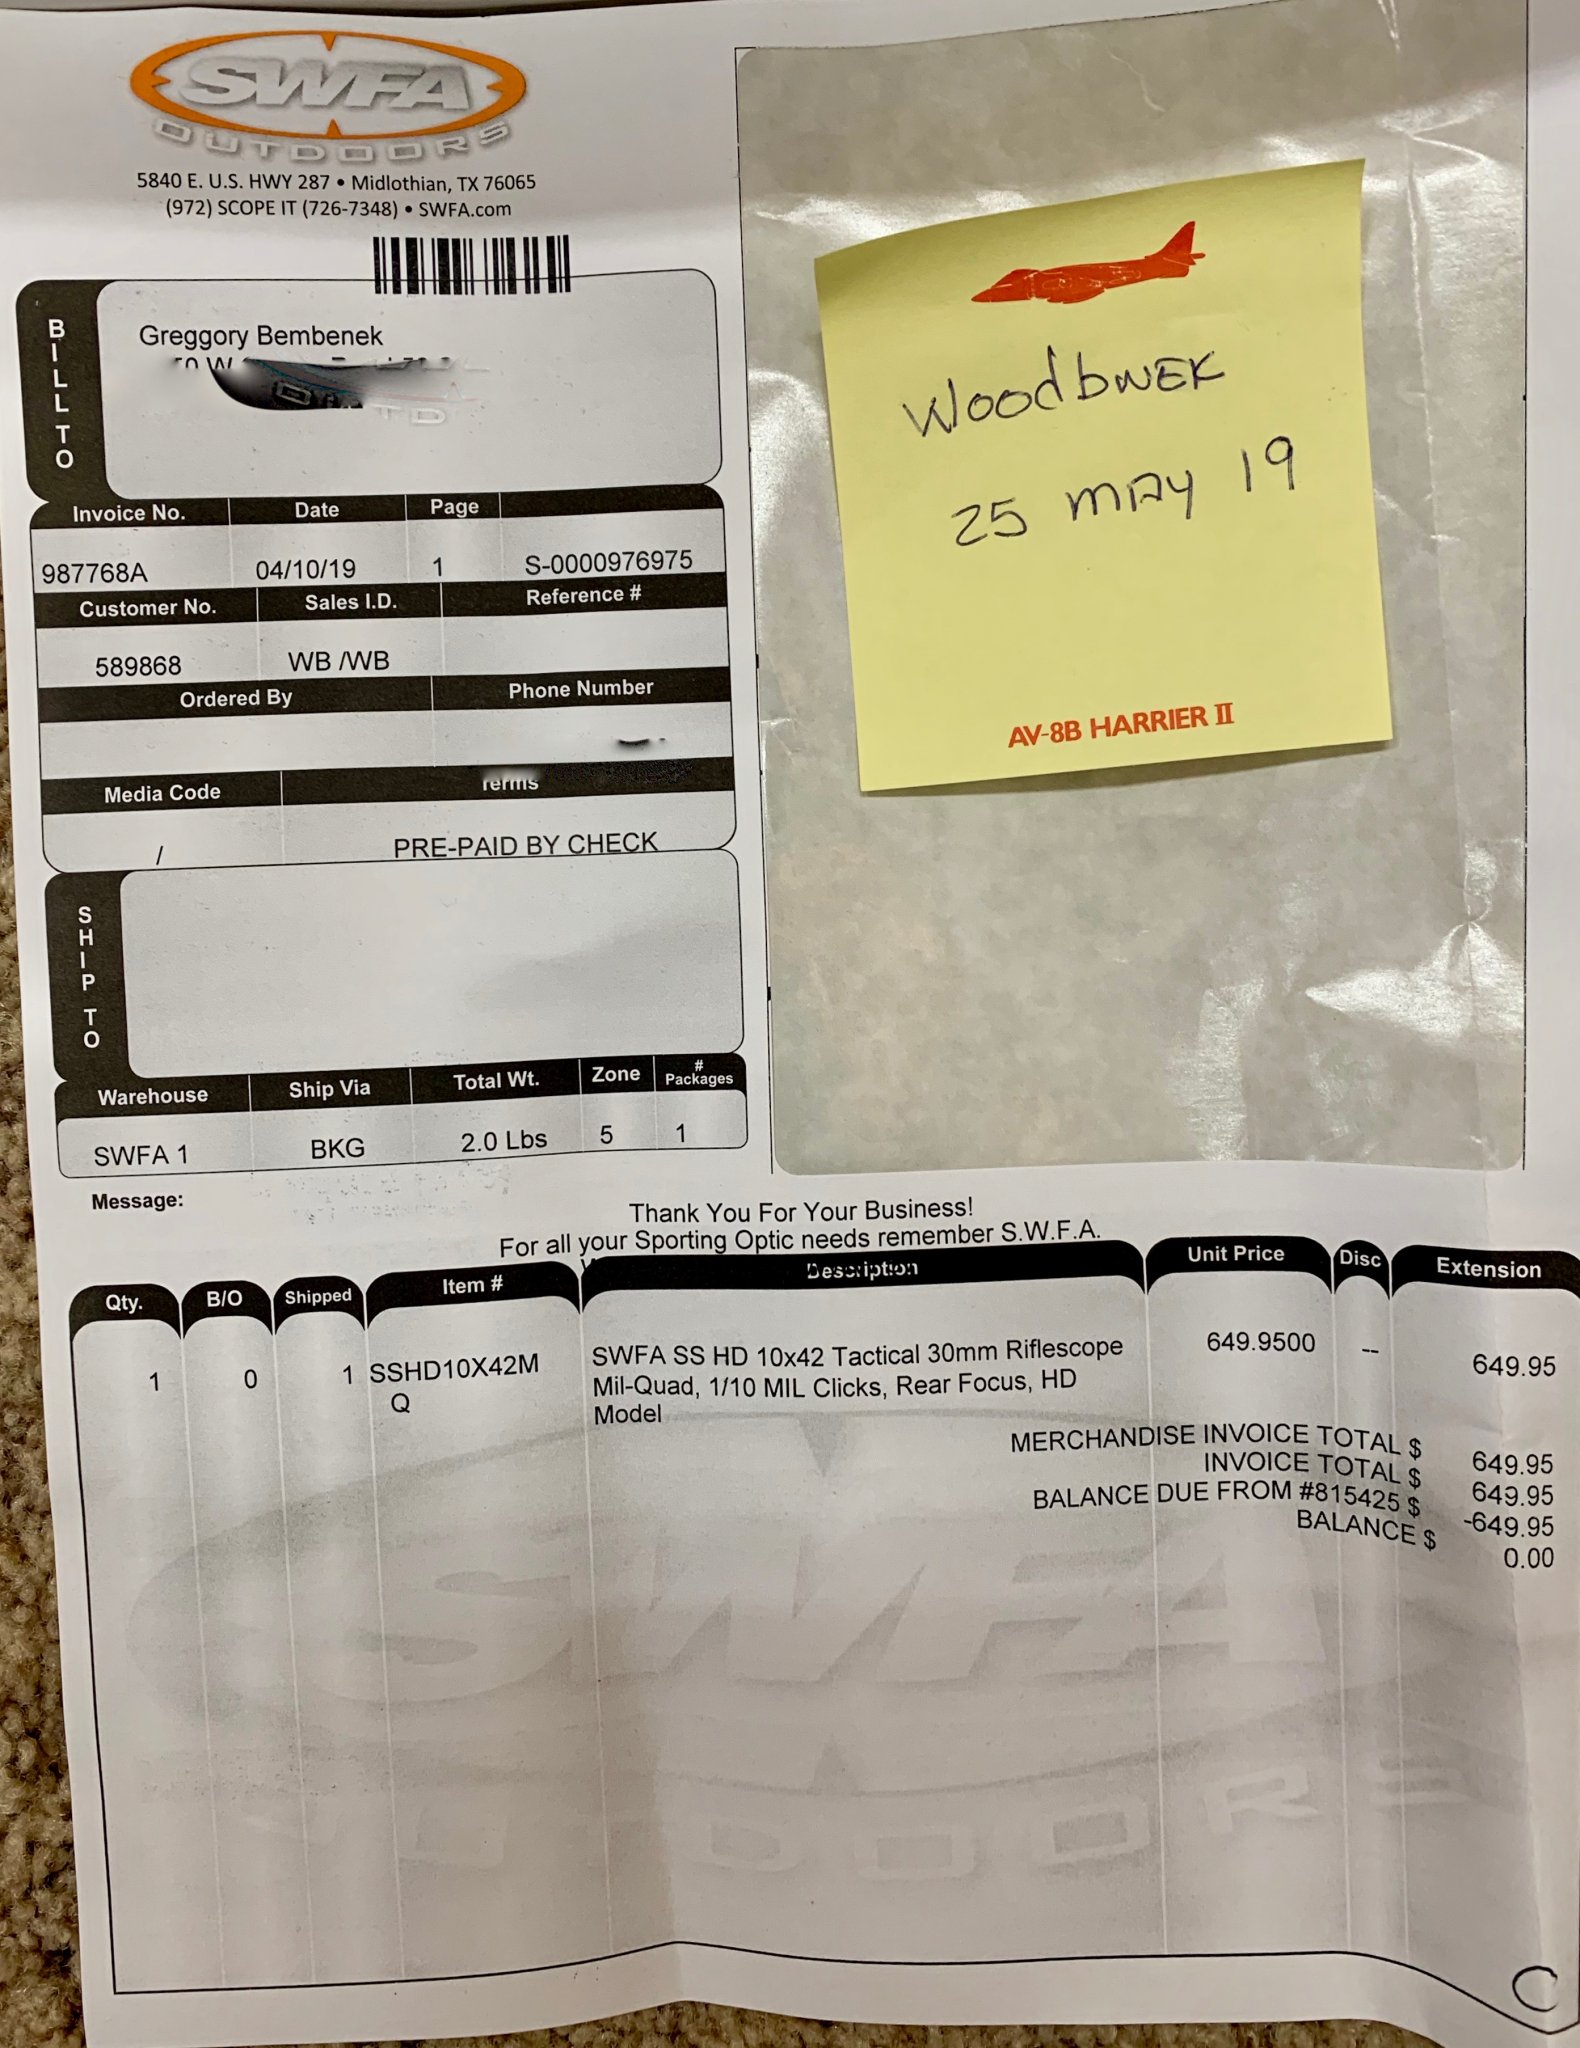 SWFA
OUTDOORS
5840 E. U.S. HWY 287 • Midlothian, TX 76065
(972) SCOPE IT (726-7348) • SWFA.com
BILL TO
Greggory Bembenek
Invoice No. Date Page
987768A 04/10/19 1 S-0000976975
Customer No. Sales I.D. Reference #
589868 WB /WB
Ordered By Phone Number
Media Code Terms
/ PRE-PAID BY CHECK
SHIP TO
Warehouse Ship Via Total Wt. Zone # Packages
SWFA 1 BKG 2.0 Lbs 5 1
WoodbNEK
25 MAY 19
AV-8B HARRIER II
Message:
Thank You For Your Business!
For all your Sporting Optic needs remember S.W.F.A.
Qty. B/O Shipped Item # Description Unit Price Disc Extension
1 0 1 SSHD10X42M SWFA SS HD 10x42 Tactical 30mm Riflescope 649.9500 -- 649.95
Q Mil-Quad, 1/10 MIL Clicks, Rear Focus, HD
Model
MERCHANDISE INVOICE TOTAL $ 649.95
INVOICE TOTAL $ 649.95
BALANCE DUE FROM #815425 $ -649.95
BALANCE $ 0.00
SWFA
OUTDOORS